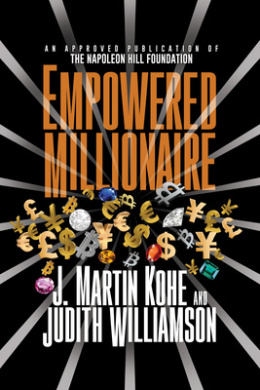 AN APPROVED PUBLICATION OF
THE NAPOLEON HILL FOUNDATION
EMPOWERED
MILLIONAIRE
J. MARTIN KOHE AND
JUDITH WILLIAMSON